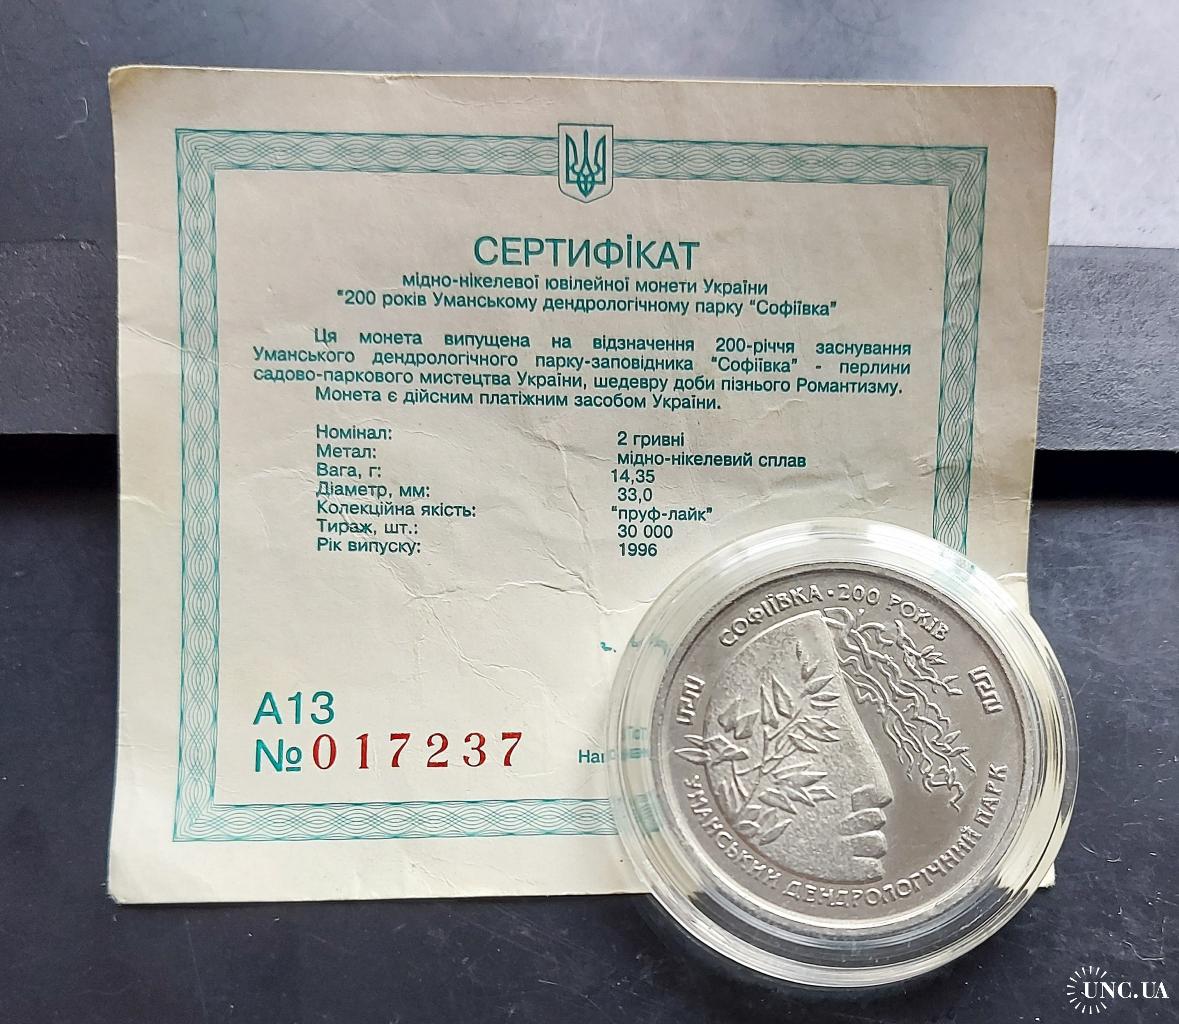 СЕРТИФІКАТ
мідно-нікелевої ювілейної монети України
"200 років Уманському дендрологічному парку "Софіївка"
Ця монета випущена на відзначення 200-річчя заснування
Уманського дендрологічного парку-заповідника "Софіївка" - перлини
садово-паркового мистецтва України, шедевру доби пізнього Романтизму.
Монета є дійсним платіжним засобом України.
Номінал: 2 гривні
Метал: мідно-нікелевий сплав
Вага, г: 14,35
Діаметр, мм: 33,0
Колекційна якість: "пруф-лайк"
Тираж, шт.: 30 000
Рік випуску: 1996
А13
№017237
СОФІЇВКА · 200 РОКІВ
УМАНСЬКИЙ ДЕНДРОЛОГІЧНИЙ ПАРК
UNC.UA